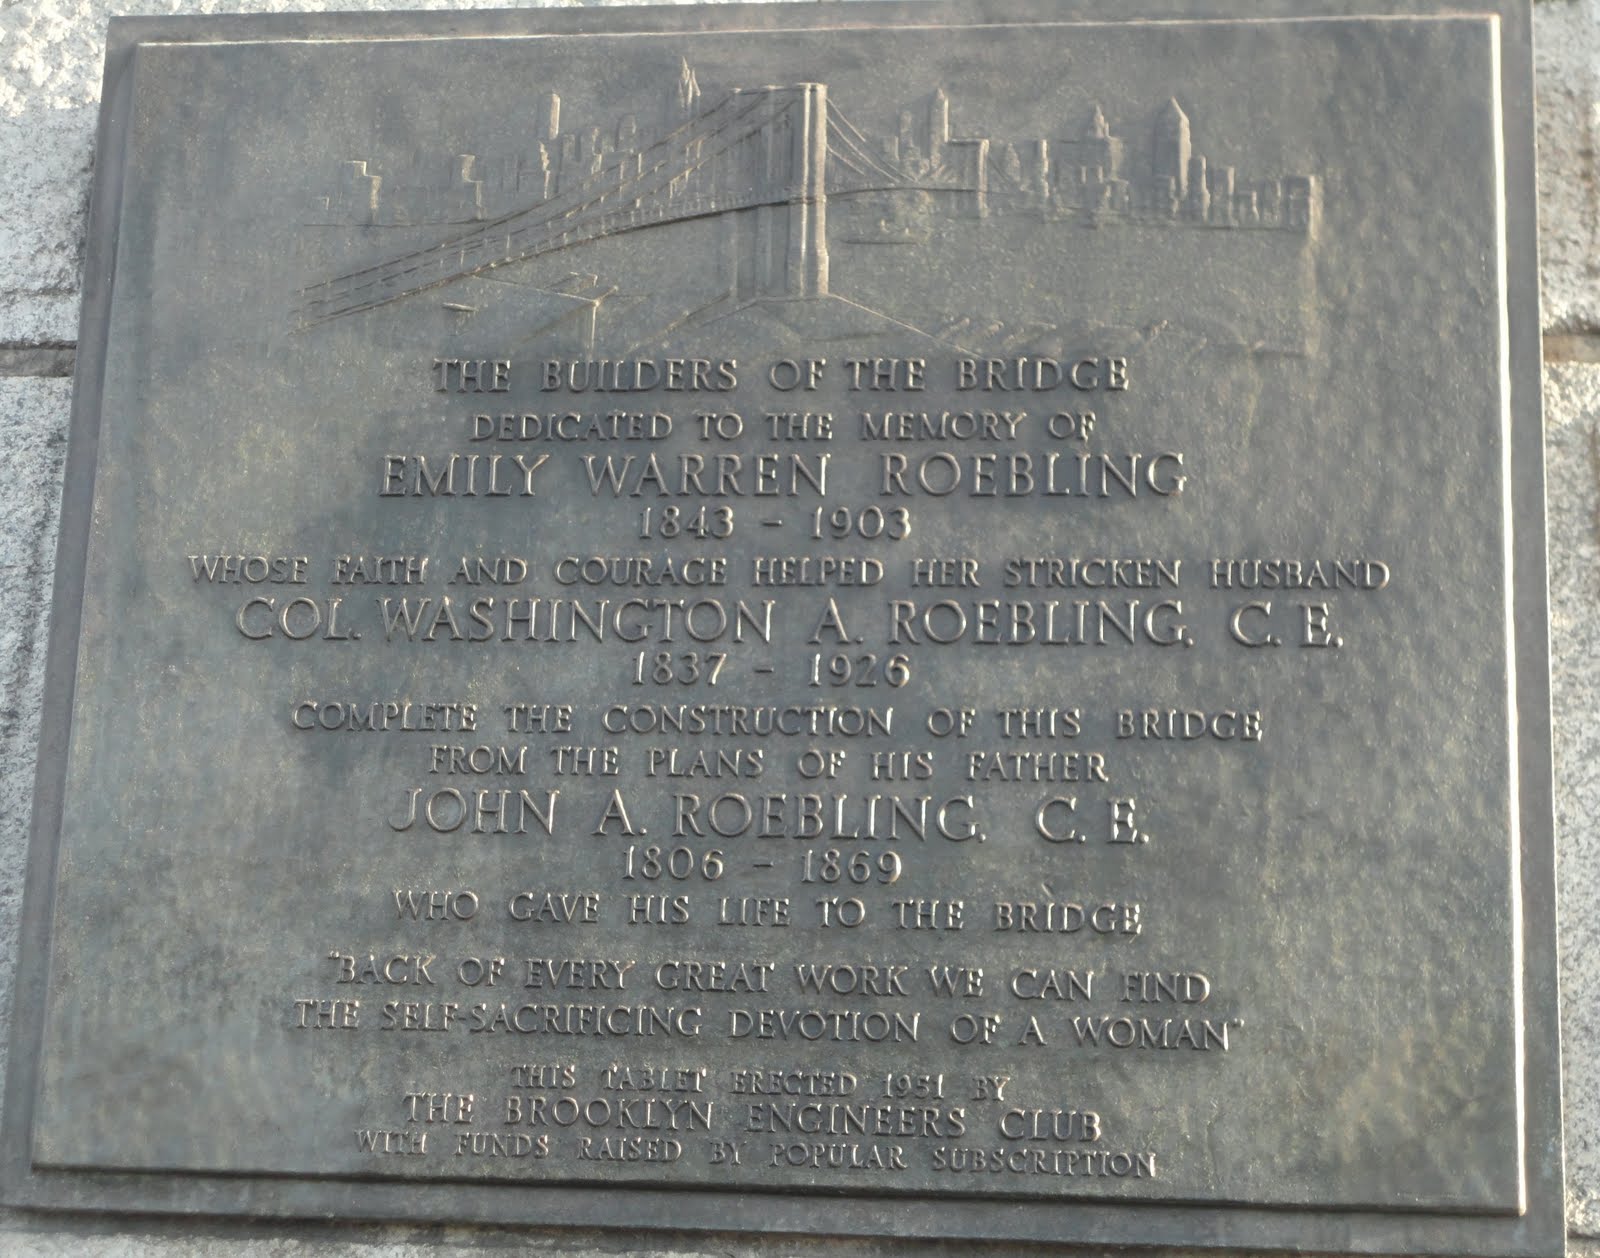 THE BUILDERS OF THE BRIDGE
DEDICATED TO THE MEMORY OF
EMILY WARREN ROEBLING
1843 - 1903
WHOSE FAITH AND COURAGE HELPED HER STRICKEN HUSBAND
COL. WASHINGTON A. ROEBLING, C. E.
1837 - 1926
COMPLETE THE CONSTRUCTION OF THIS BRIDGE
FROM THE PLANS OF HIS FATHER
JOHN A. ROEBLING, C. E.
1806 - 1869
WHO GAVE HIS LIFE TO THE BRIDGE
"BACK OF EVERY GREAT WORK WE CAN FIND
THE SELF-SACRIFICING DEVOTION OF A WOMAN"
THIS TABLET ERECTED 1951 BY
THE BROOKLYN ENGINEERS CLUB
WITH FUNDS RAISED BY POPULAR SUBSCRIPTION